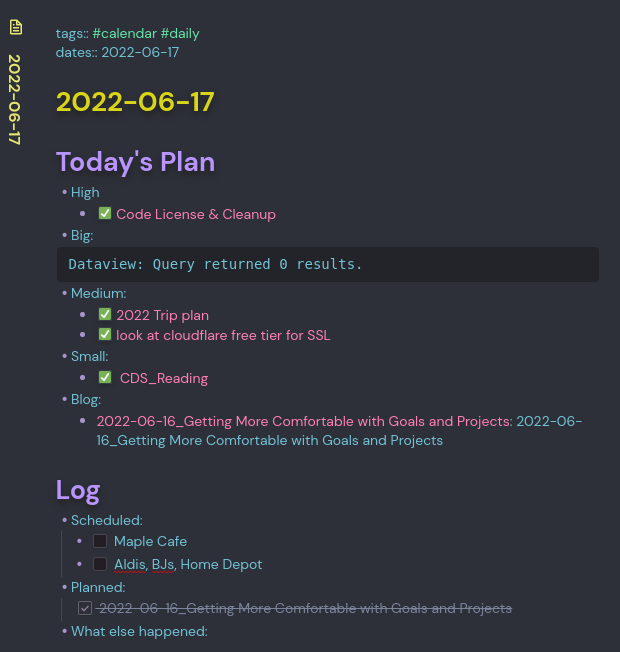 2022-06-17
tags:: #calendar #daily
dates:: 2022-06-17
2022-06-17
Today's Plan
• High
• ✅ Code License & Cleanup
• Big:
Dataview: Query returned 0 results.
• Medium:
• ✅ 2022 Trip plan
• ✅ look at cloudflare free tier for SSL
• Small:
• ✅ CDS_Reading
• Blog:
• 2022-06-16_Getting More Comfortable with Goals and Projects: 2022-06-
16_Getting More Comfortable with Goals and Projects
Log
• Scheduled:
• Maple Cafe
• Aldis, BJs, Home Depot
• Planned:
2022-06-16_Getting More Comfortable with Goals and Projects
• What else happened: